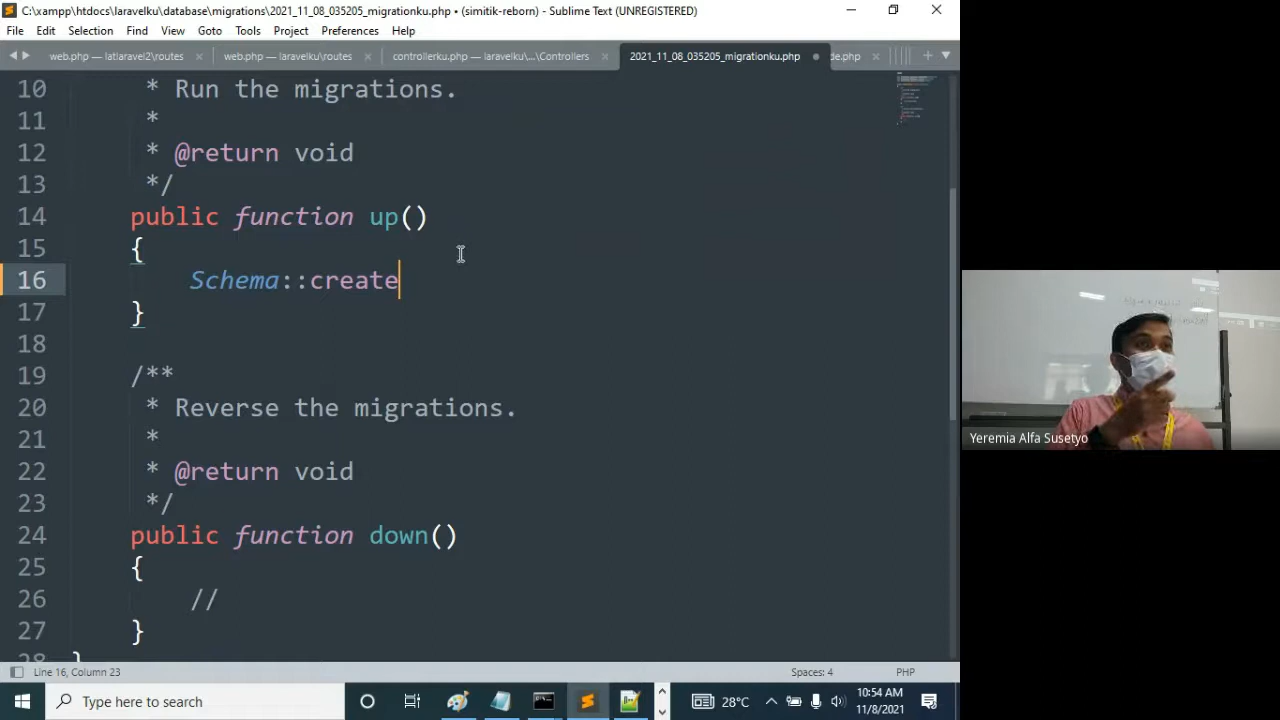 C:\xampp\htdocs\laravelku\database\migrations\2021_11_08_035205_migrationku.php • (simitik-reborn) - Sublime Text (UNREGISTERED)
File Edit Selection Find View Goto Tools Project Preferences Help
web.php — latlaravel2\routes web.php — laravelku\routes controllerku.php — laravelku\...\Controllers 2021_11_08_035205_migrationku.php de.php
10 * Run the migrations.
11 *
12 * @return void
13 */
14 public function up()
15 {
16 Schema::create
17 }
18
19 /**
20 * Reverse the migrations.
21 *
22 * @return void
23 */
24 public function down()
25 {
26 //
27 }
28 }
Yeremia Alfa Susetyo
Line 16, Column 23 Spaces: 4 PHP
Type here to search 28°C 10:54 AM
11/8/2021